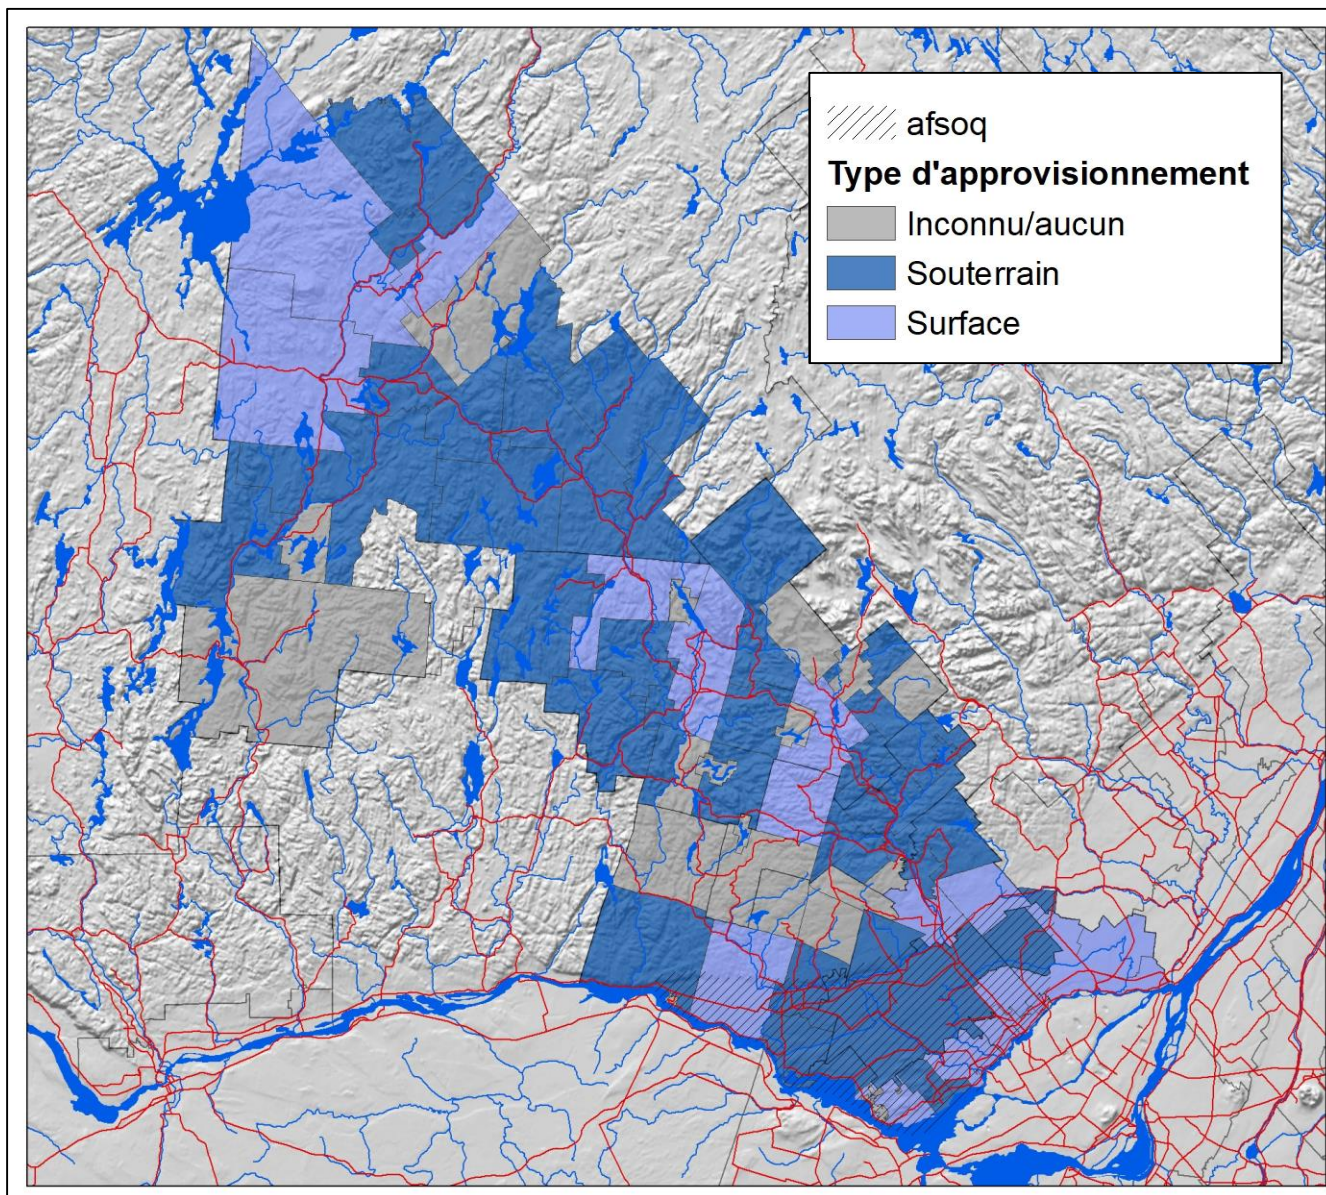 afsoq
Type d'approvisionnement
Inconnu/aucun
Souterrain
Surface